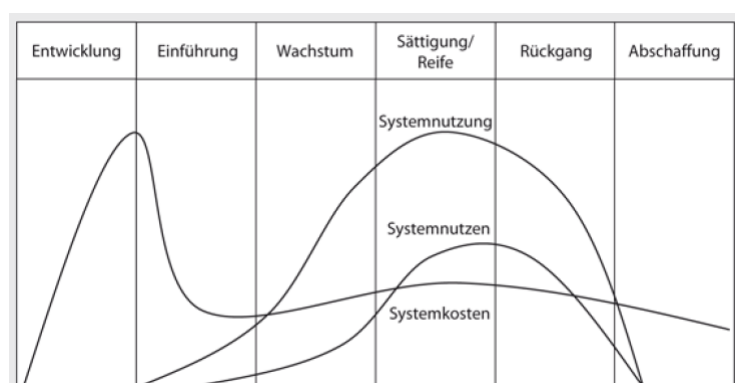 Entwicklung
Einführung
Wachstum
Sättigung/
Reife
Rückgang
Abschaffung
Systemnutzung
Systemnutzen
Systemkosten